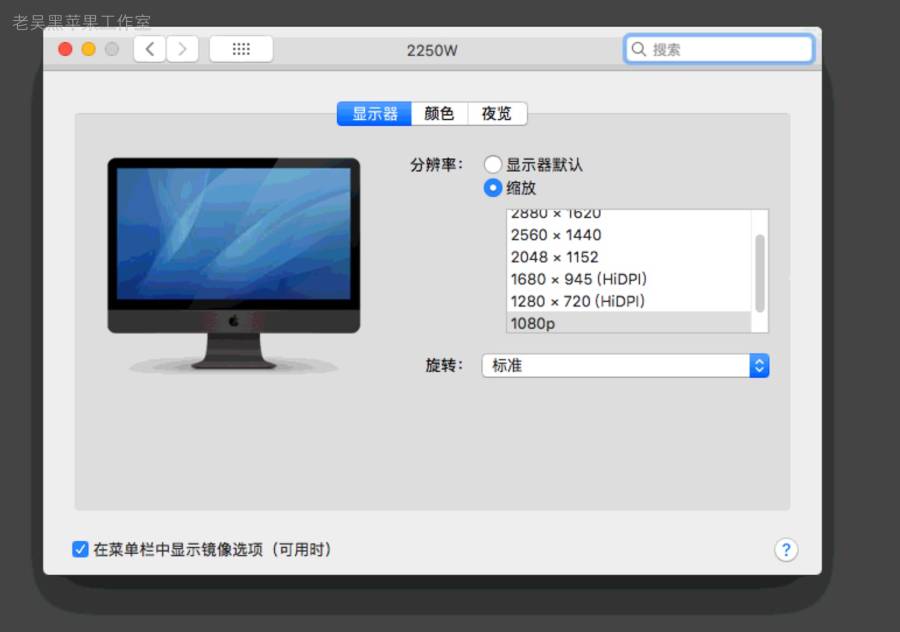 老吴黑苹果工作室
2250W
搜索
显示器 颜色 夜览
分辨率： 显示器默认
缩放
2880 × 1620
2560 × 1440
2048 × 1152
1680 × 945 (HiDPI)
1280 × 720 (HiDPI)
1080p
旋转： 标准
在菜单栏中显示镜像选项（可用时）
?